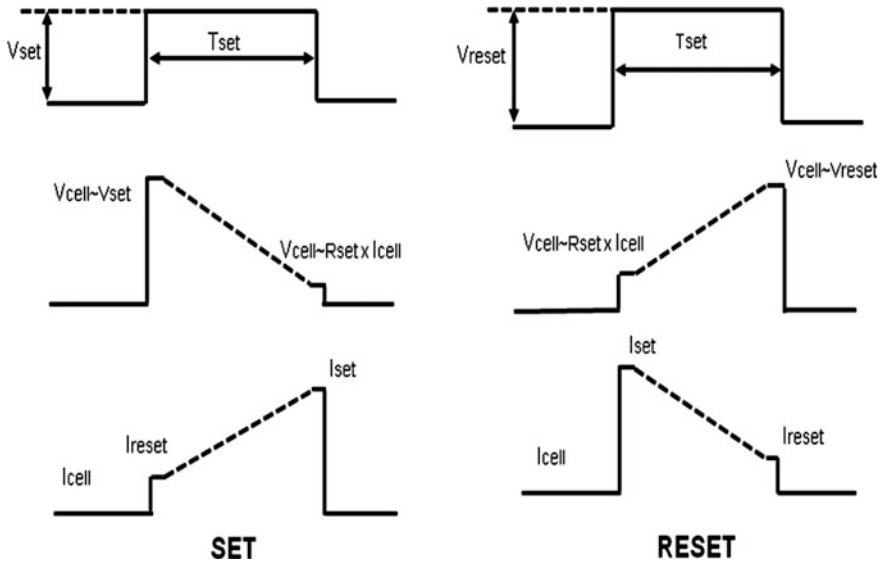 Vset
Tset
Vcell~Vset
Vcell~Rset x Icell
Iset
Ireset
Icell
SET
Vreset
Tset
Vcell~Vreset
Vcell~Rset x Icell
Iset
Ireset
Icell
RESET